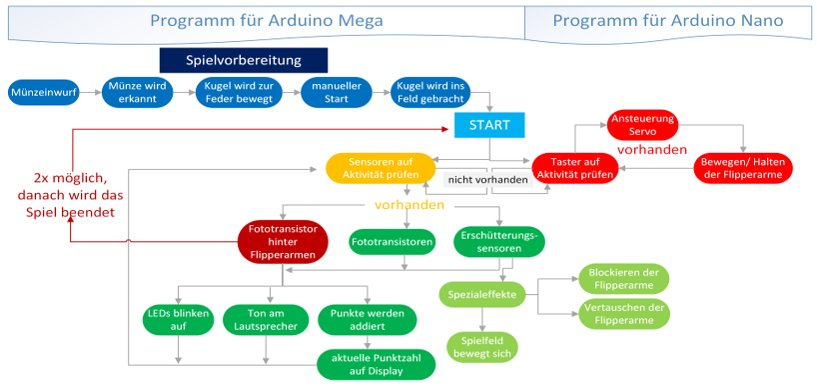 Programm für Arduino Mega
Programm für Arduino Nano
Spielvorbereitung
Münzeinwurf
Münze wird
erkannt
Kugel wird zur
Feder bewegt
manueller
Start
Kugel wird ins
Feld gebracht
START
Ansteuerung
Servo
vorhanden
Sensoren auf
Aktivität prüfen
nicht vorhanden
Taster auf
Aktivität prüfen
Bewegen/ Halten
der Flipperarme
2x möglich,
danach wird das
Spiel beendet
vorhanden
Fototransistor
hinter
Flipperarmen
Fototransistoren
Erschütterungs-
sensoren
Spezialeffekte
Blockieren der
Flipperarme
Vertauschen der
Flipperarme
LEDs blinken
auf
Ton am
Lautsprecher
Punkte werden
addiert
Spielfeld
bewegt sich
aktuelle Punktzahl
auf Display